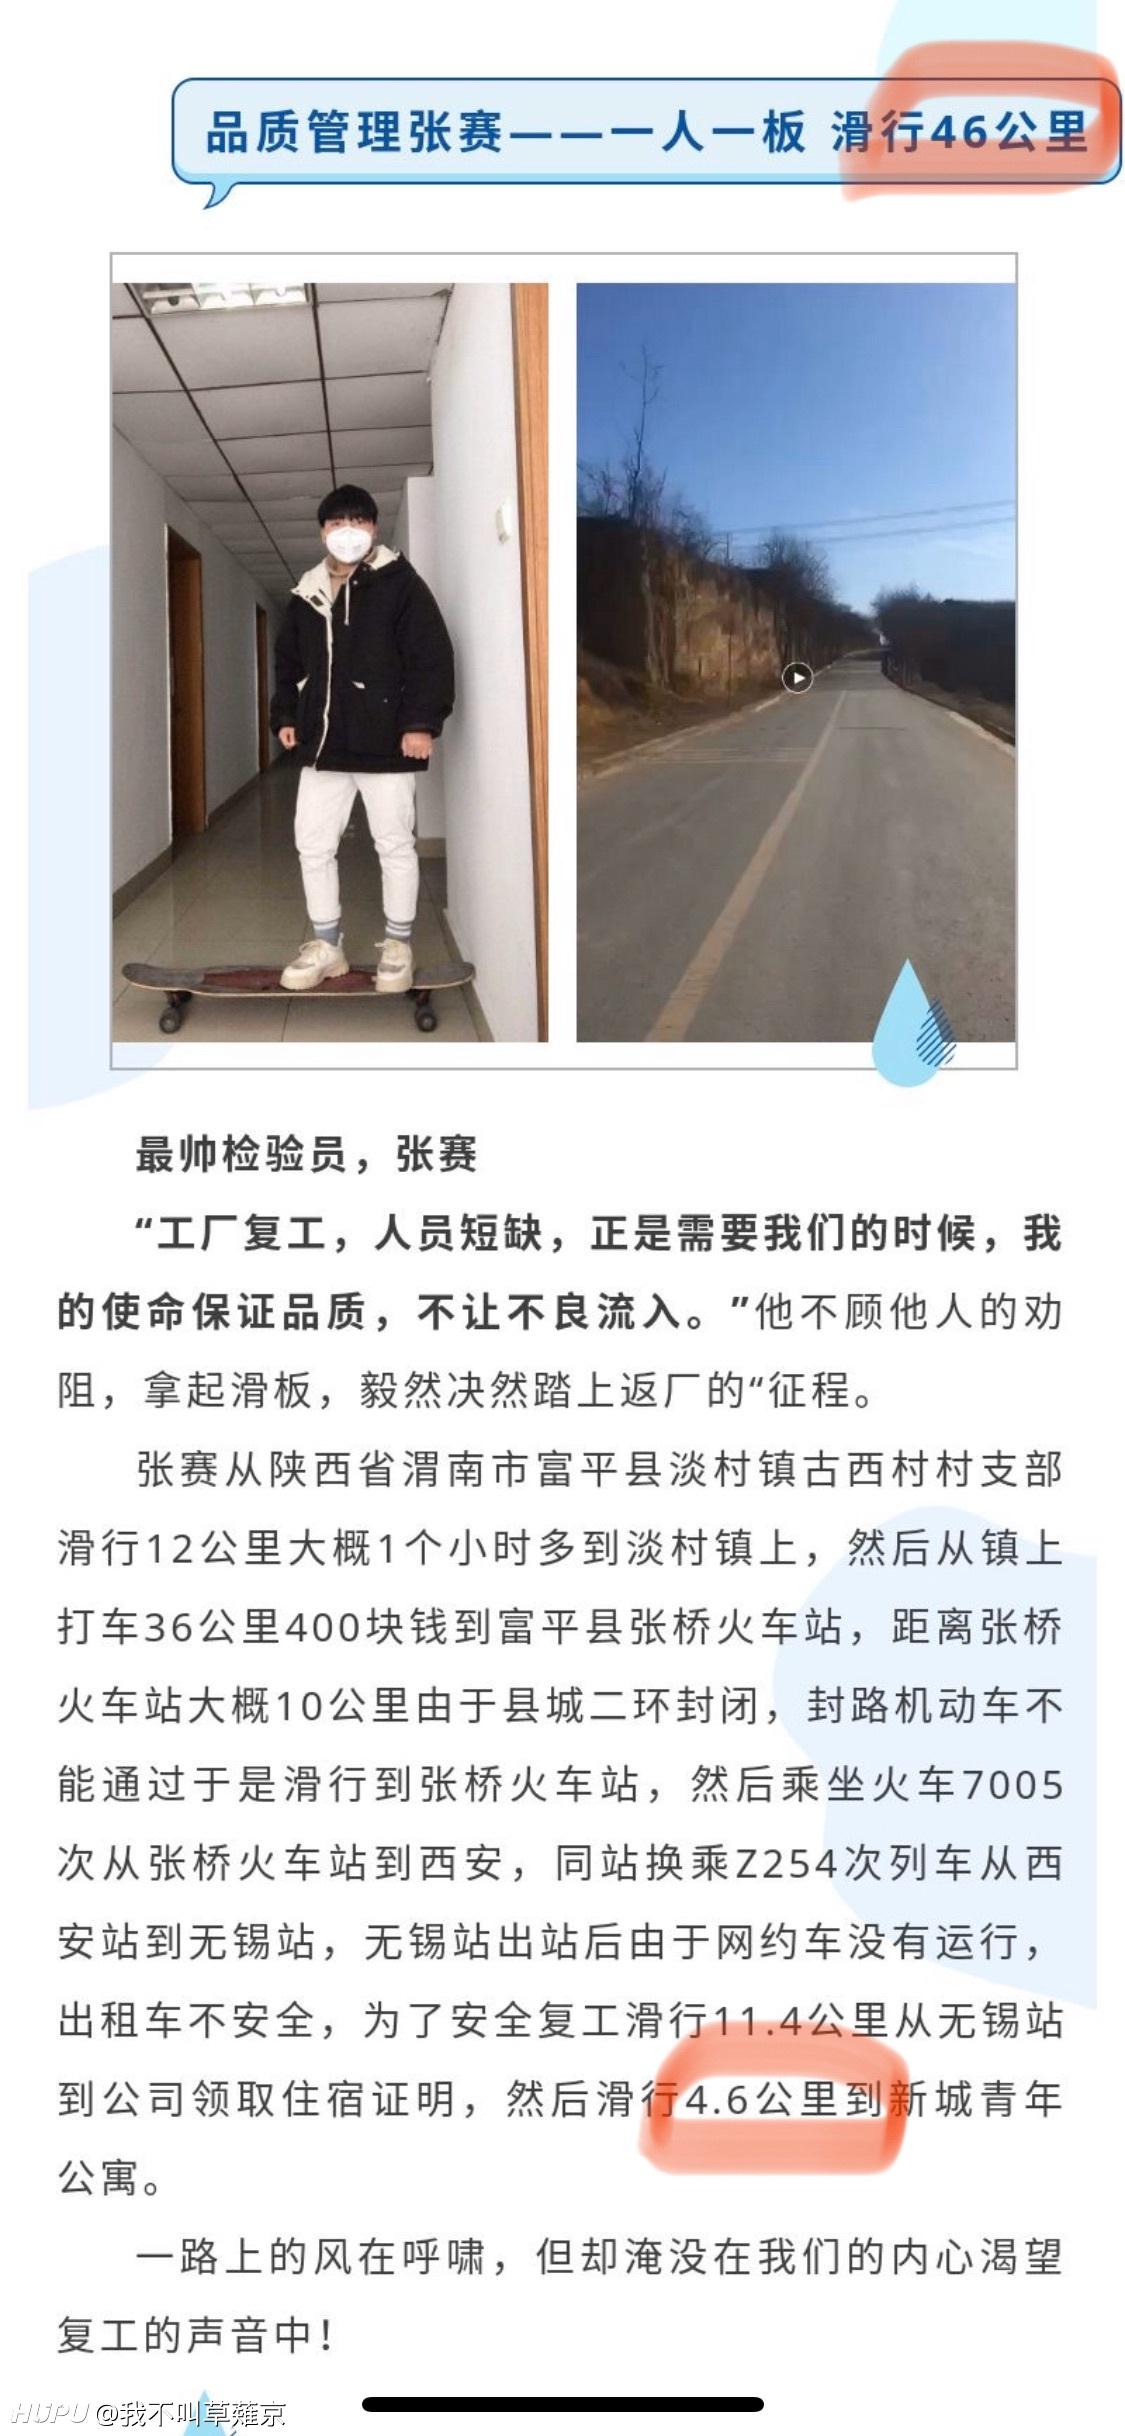 品质管理张赛——一人一板 滑行46公里
最帅检验员，张赛
“工厂复工，人员短缺，正是需要我们的时候，我
的使命保证品质，不让不良流入。”他不顾他人的劝
阻，拿起滑板，毅然决然踏上返厂的“征程。
张赛从陕西省渭南市富平县淡村镇古西村村支部
滑行12公里大概1个小时多到淡村镇上，然后从镇上
打车36公里400块钱到富平县张桥火车站，距离张桥
火车站大概10公里由于县城二环封闭，封路机动车不
能通过于是滑行到张桥火车站，然后乘坐火车7005
次从张桥火车站到西安，同站换乘Z254次列车从西
安站到无锡站，无锡站出站后由于网约车没有运行，
出租车不安全，为了安全复工滑行11.4公里从无锡站
到公司领取住宿证明，然后滑行4.6公里到新城青年
公寓。
一路上的风在呼啸，但却淹没在我们的内心渴望
复工的声音中！
HUPU @我不叫草薙京